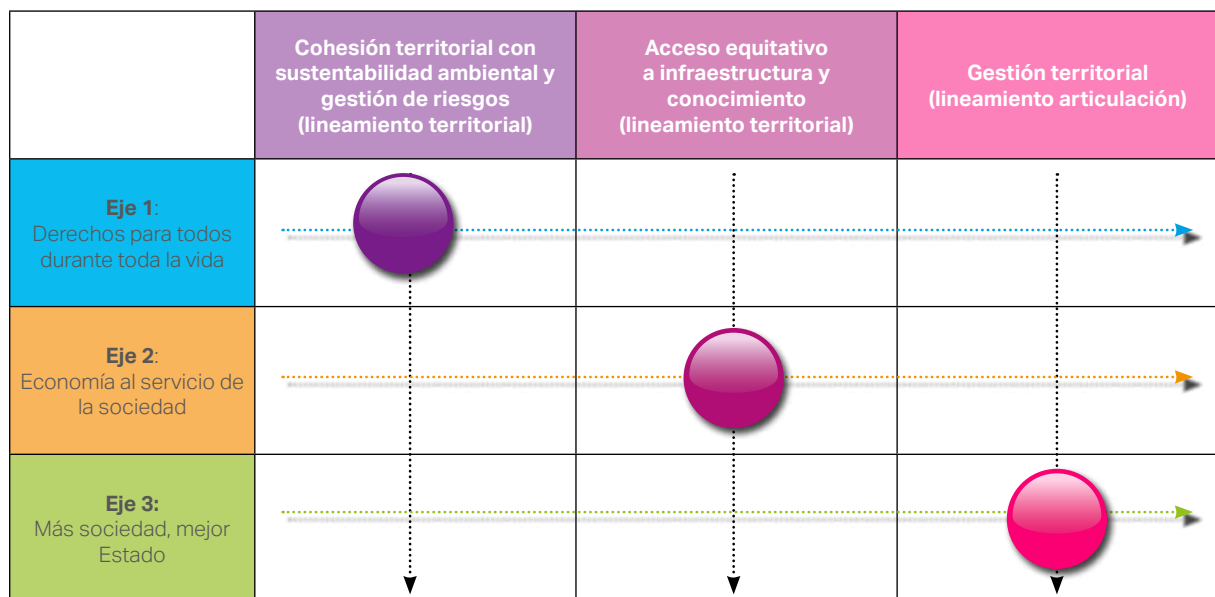 Cohesión territorial con
sustentabilidad ambiental y
gestión de riesgos
(lineamiento territorial)
Acceso equitativo
a infraestructura y
conocimiento
(lineamiento territorial)
Gestión territorial
(lineamiento articulación)
Eje 1:
Derechos para todos
durante toda la vida
Eje 2:
Economía al servicio de
la sociedad
Eje 3:
Más sociedad, mejor
Estado